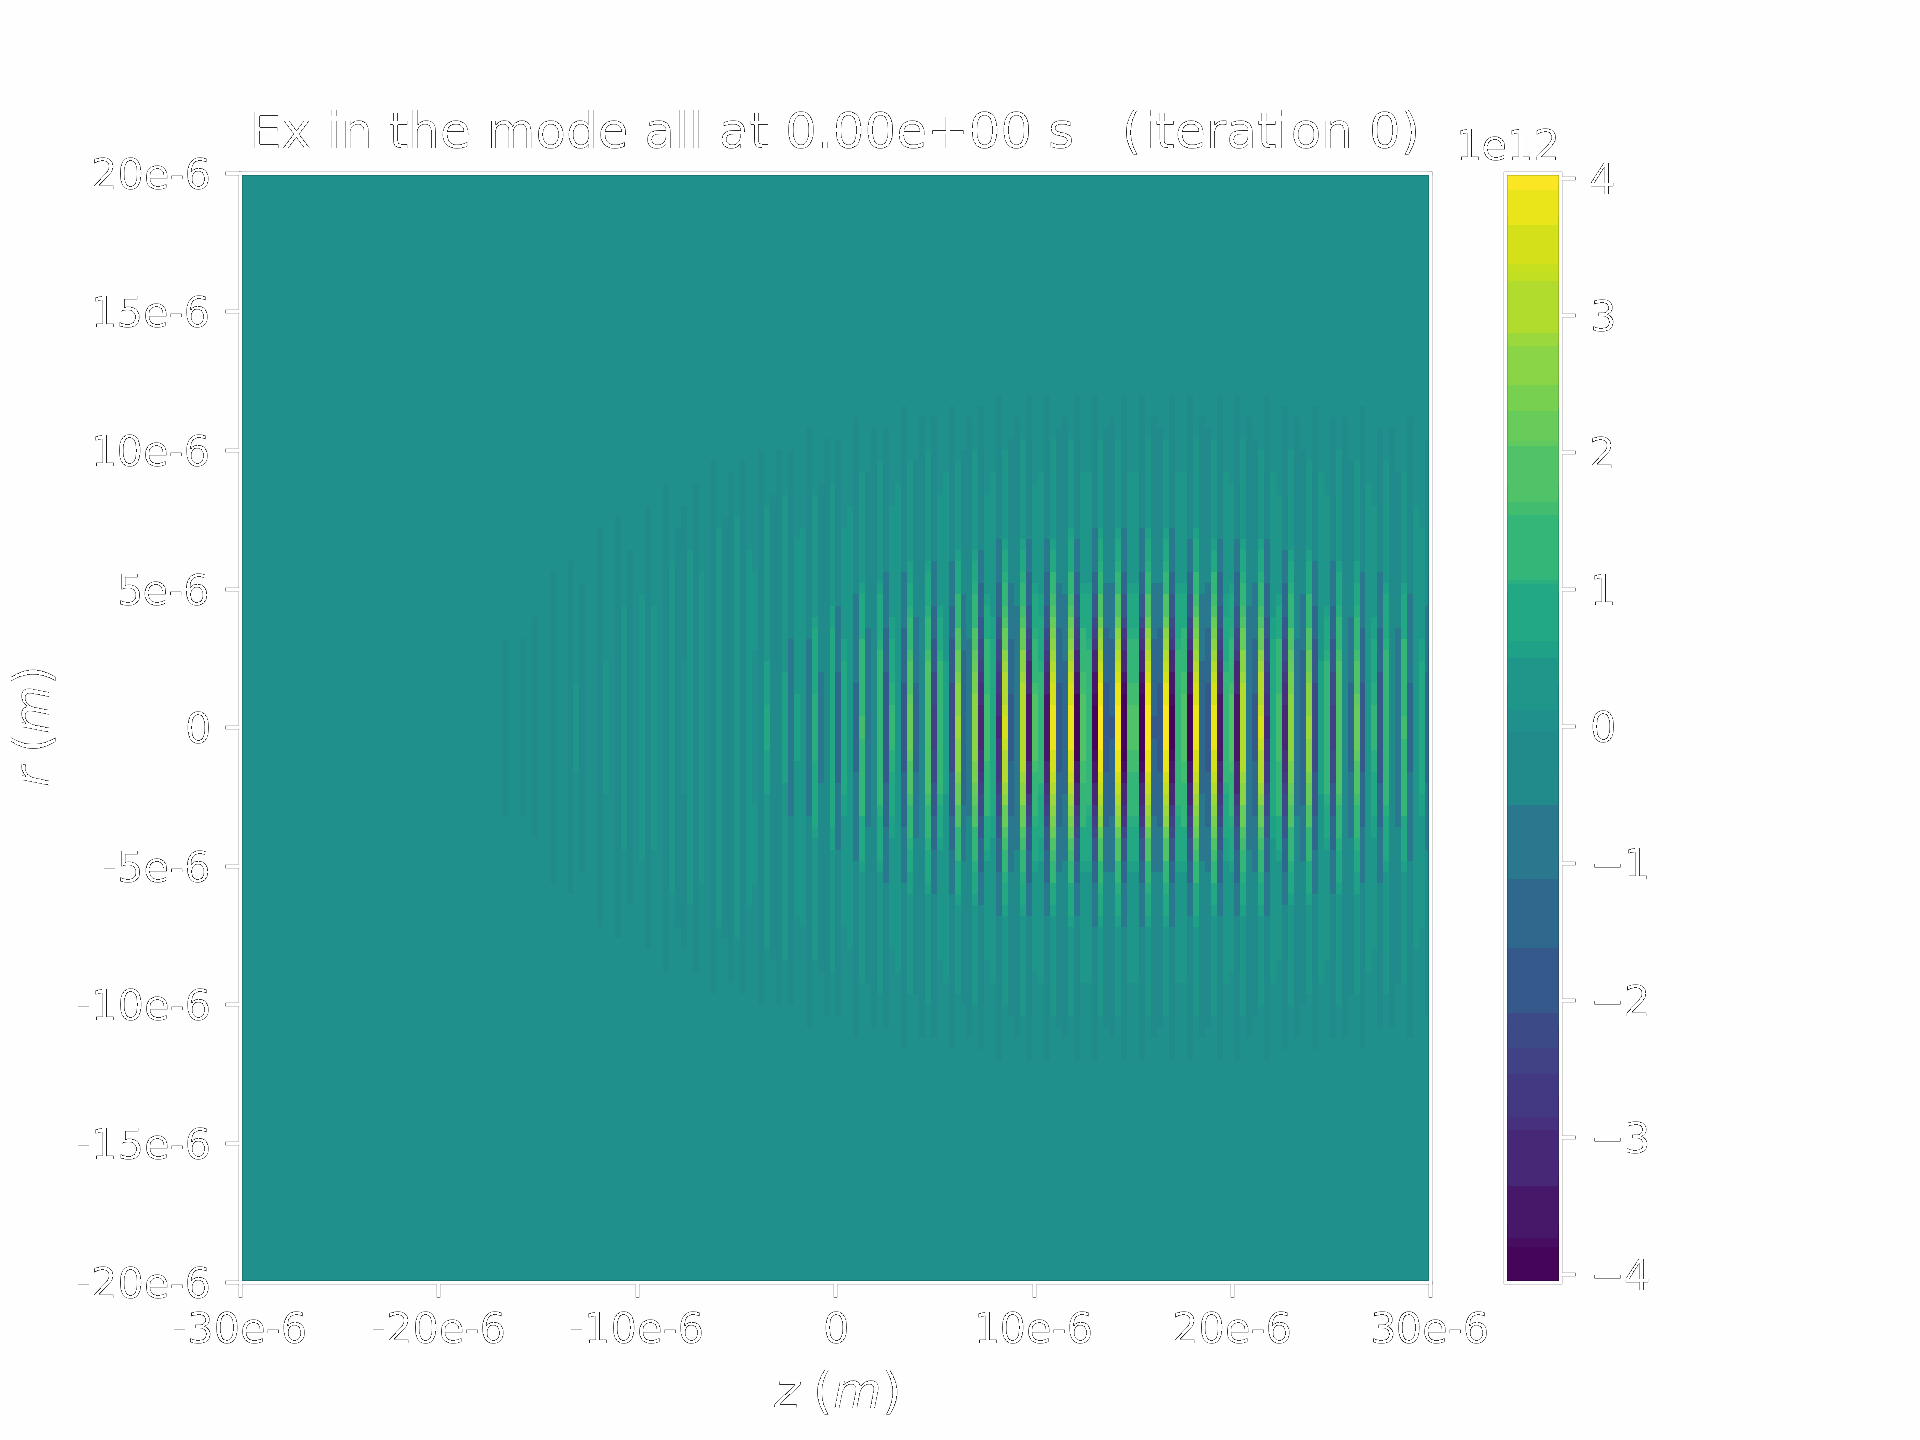 Ex in the mode all at 0.00e+00 s (iteration 0)
1e12
20e-6
15e-6
10e-6
5e-6
0
-5e-6
-10e-6
-15e-6
-20e-6
r (m)
-30e-6
-20e-6
-10e-6
0
10e-6
20e-6
30e-6
z (m)
4
3
2
1
0
−1
−2
−3
−4